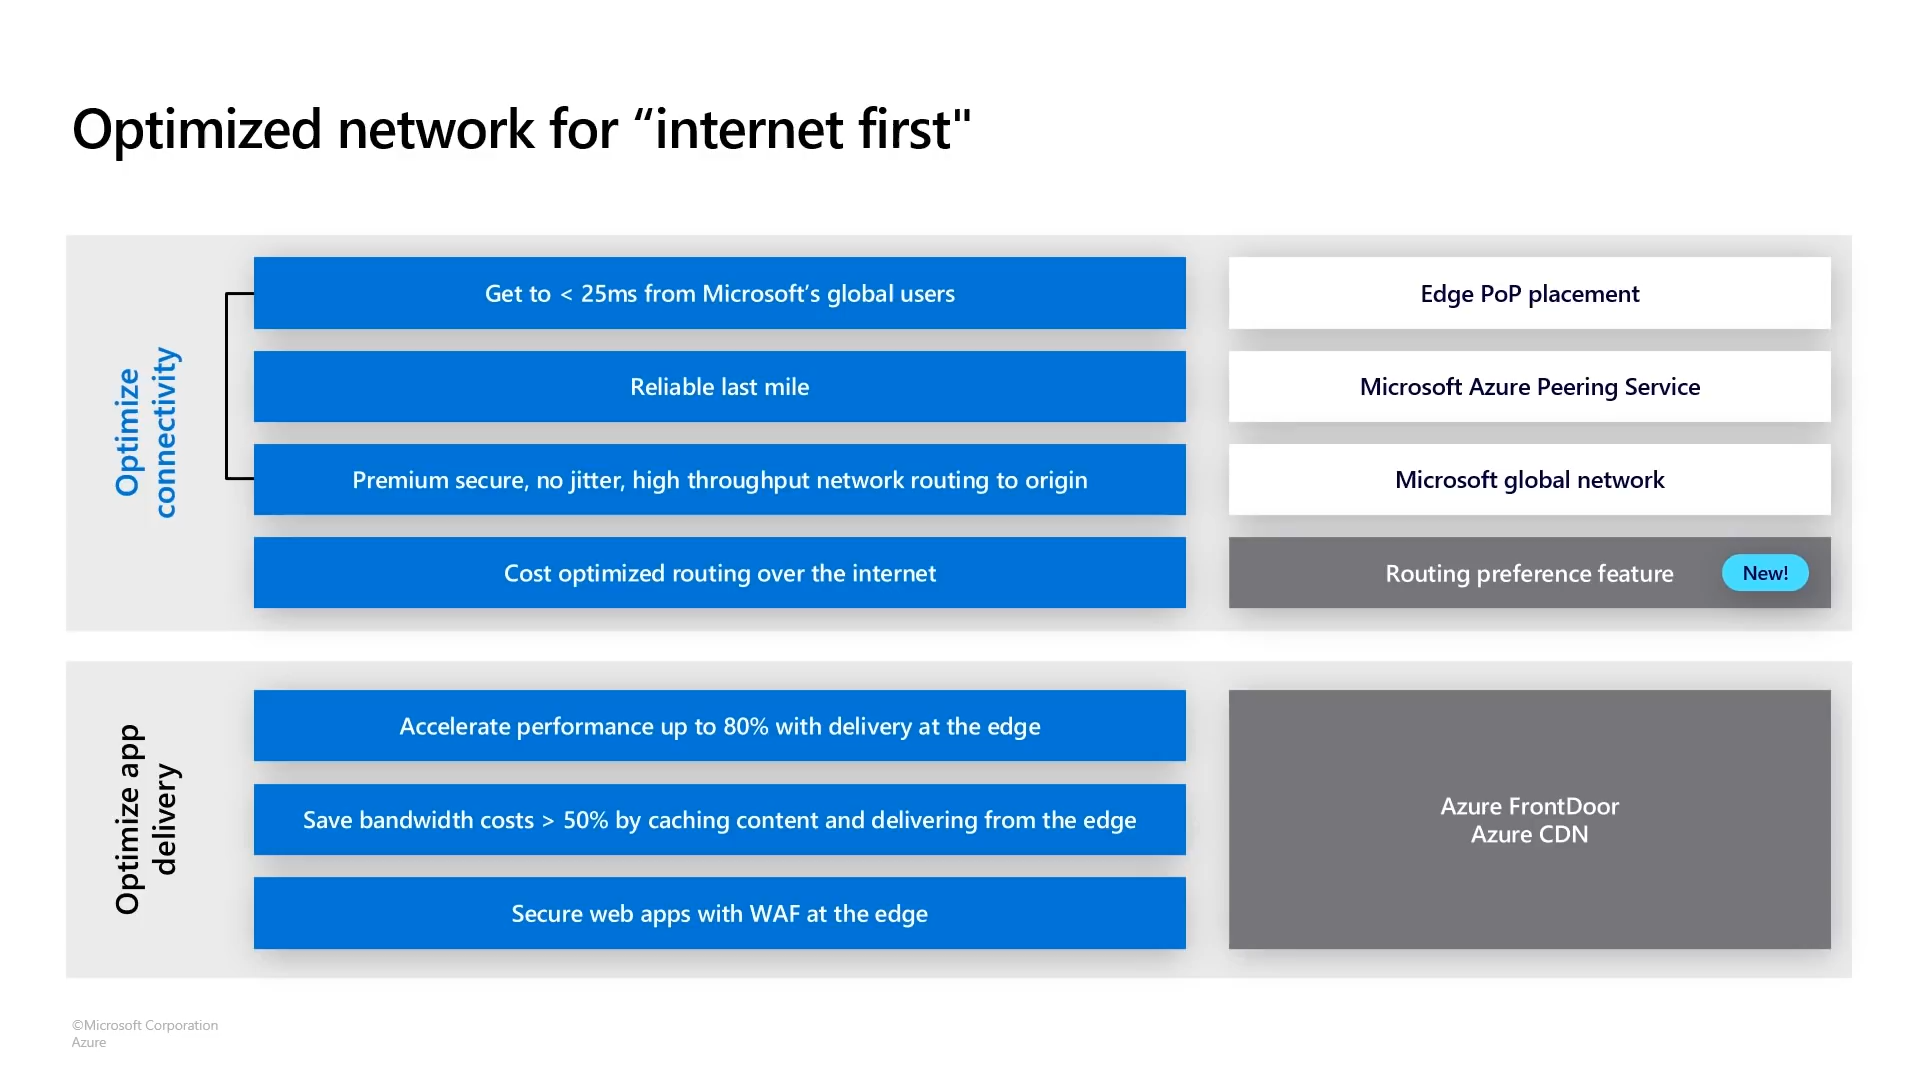 Optimized network for “internet first"
Optimize
connectivity
Get to < 25ms from Microsoft’s global users
Edge PoP placement
Reliable last mile
Microsoft Azure Peering Service
Premium secure, no jitter, high throughput network routing to origin
Microsoft global network
Cost optimized routing over the internet
Routing preference feature
New!
Optimize app
delivery
Accelerate performance up to 80% with delivery at the edge
Save bandwidth costs > 50% by caching content and delivering from the edge
Secure web apps with WAF at the edge
Azure FrontDoor
Azure CDN
©Microsoft Corporation
Azure